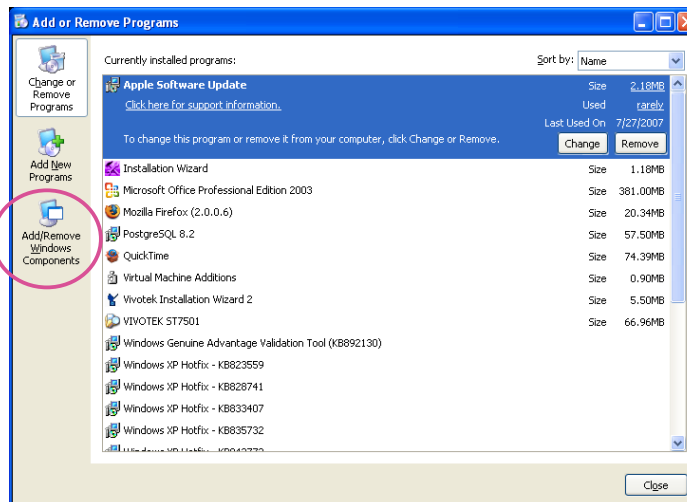 Add or Remove Programs
Change or
Remove
Programs
Add New
Programs
Add/Remove
Windows
Components
Currently installed programs:
Sort by: Name
Apple Software Update Size 2.18MB
Click here for support information. Used rarely
Last Used On 7/27/2007
To change this program or remove it from your computer, click Change or Remove. Change Remove
Installation Wizard Size 1.18MB
Microsoft Office Professional Edition 2003 Size 381.00MB
Mozilla Firefox (2.0.0.6) Size 20.34MB
PostgreSQL 8.2 Size 57.50MB
QuickTime Size 74.39MB
Virtual Machine Additions Size 0.90MB
Vivotek Installation Wizard 2 Size 5.50MB
VIVOTEK ST7501 Size 66.96MB
Windows Genuine Advantage Validation Tool (KB892130)
Windows XP Hotfix - KB823559
Windows XP Hotfix - KB828741
Windows XP Hotfix - KB833407
Windows XP Hotfix - KB835732
Close